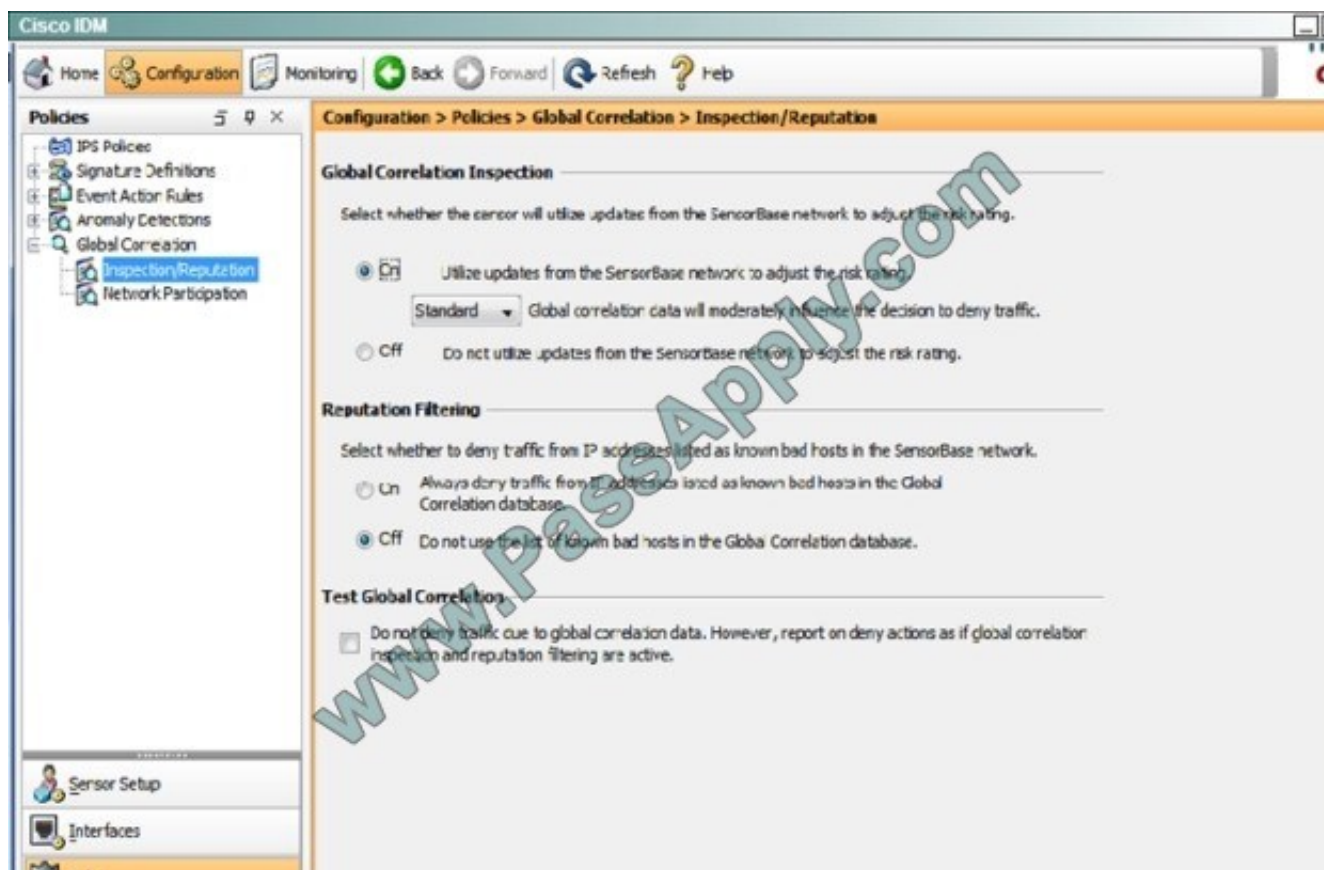 Cisco IDM
Home Configuration Monitoring Back Forward Refresh Help
Policies
IPS Policies
Signature Definitions
Event Action Rules
Anomaly Detections
Global Correlation
Inspection/Reputation
Network Participation
Sensor Setup
Interfaces
Configuration > Policies > Global Correlation > Inspection/Reputation
Global Correlation Inspection
Select whether the sensor will utilize updates from the SensorBase network to adjust the risk rating.
On Utilize updates from the SensorBase network to adjust the risk rating.
Standard Global correlation data will moderately influence the decision to deny traffic.
Off Do not utilize updates from the SensorBase network to adjust the risk rating.
Reputation Filtering
Select whether to deny traffic from IP addresses listed as known bad hosts in the SensorBase network.
On Always deny traffic from IP addresses listed as known bad hosts in the Global
Correlation database.
Off Do not use the list of known bad hosts in the Global Correlation database.
Test Global Correlation
Do not deny traffic due to global correlation data. However, report on deny actions as if global correlation
inspection and reputation filtering are active.
www.PassApply.com